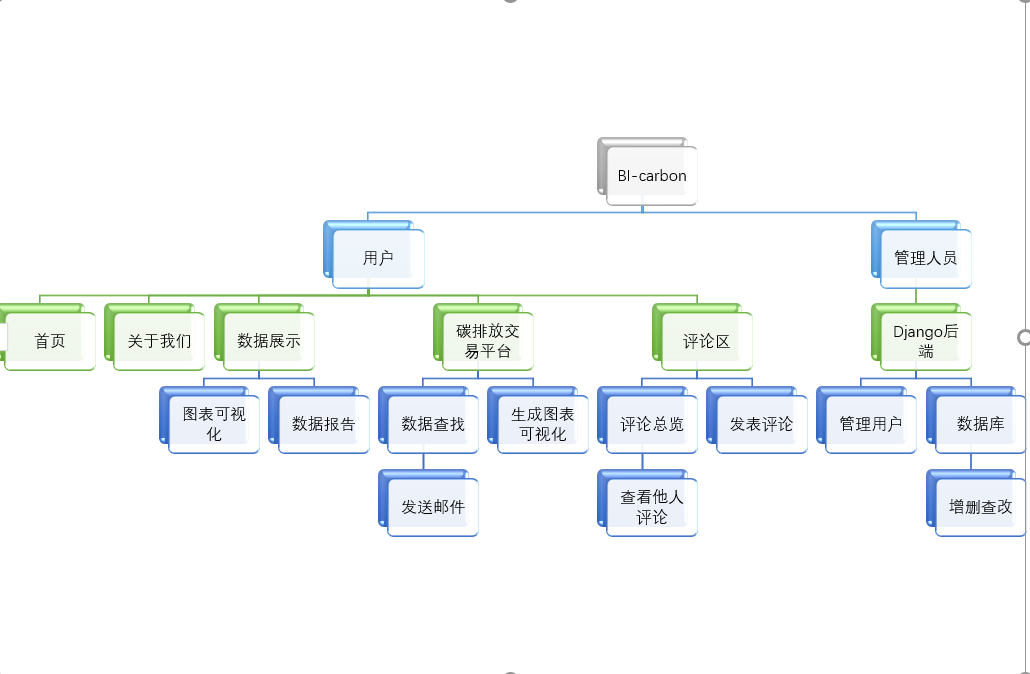 BI-carbon
用户
管理人员
首页
关于我们
数据展示
碳排放交
易平台
评论区
Django后
端
图表可视
化
数据报告
数据查找
生成图表
可视化
评论总览
发表评论
管理用户
数据库
发送邮件
查看他人
评论
增删查改